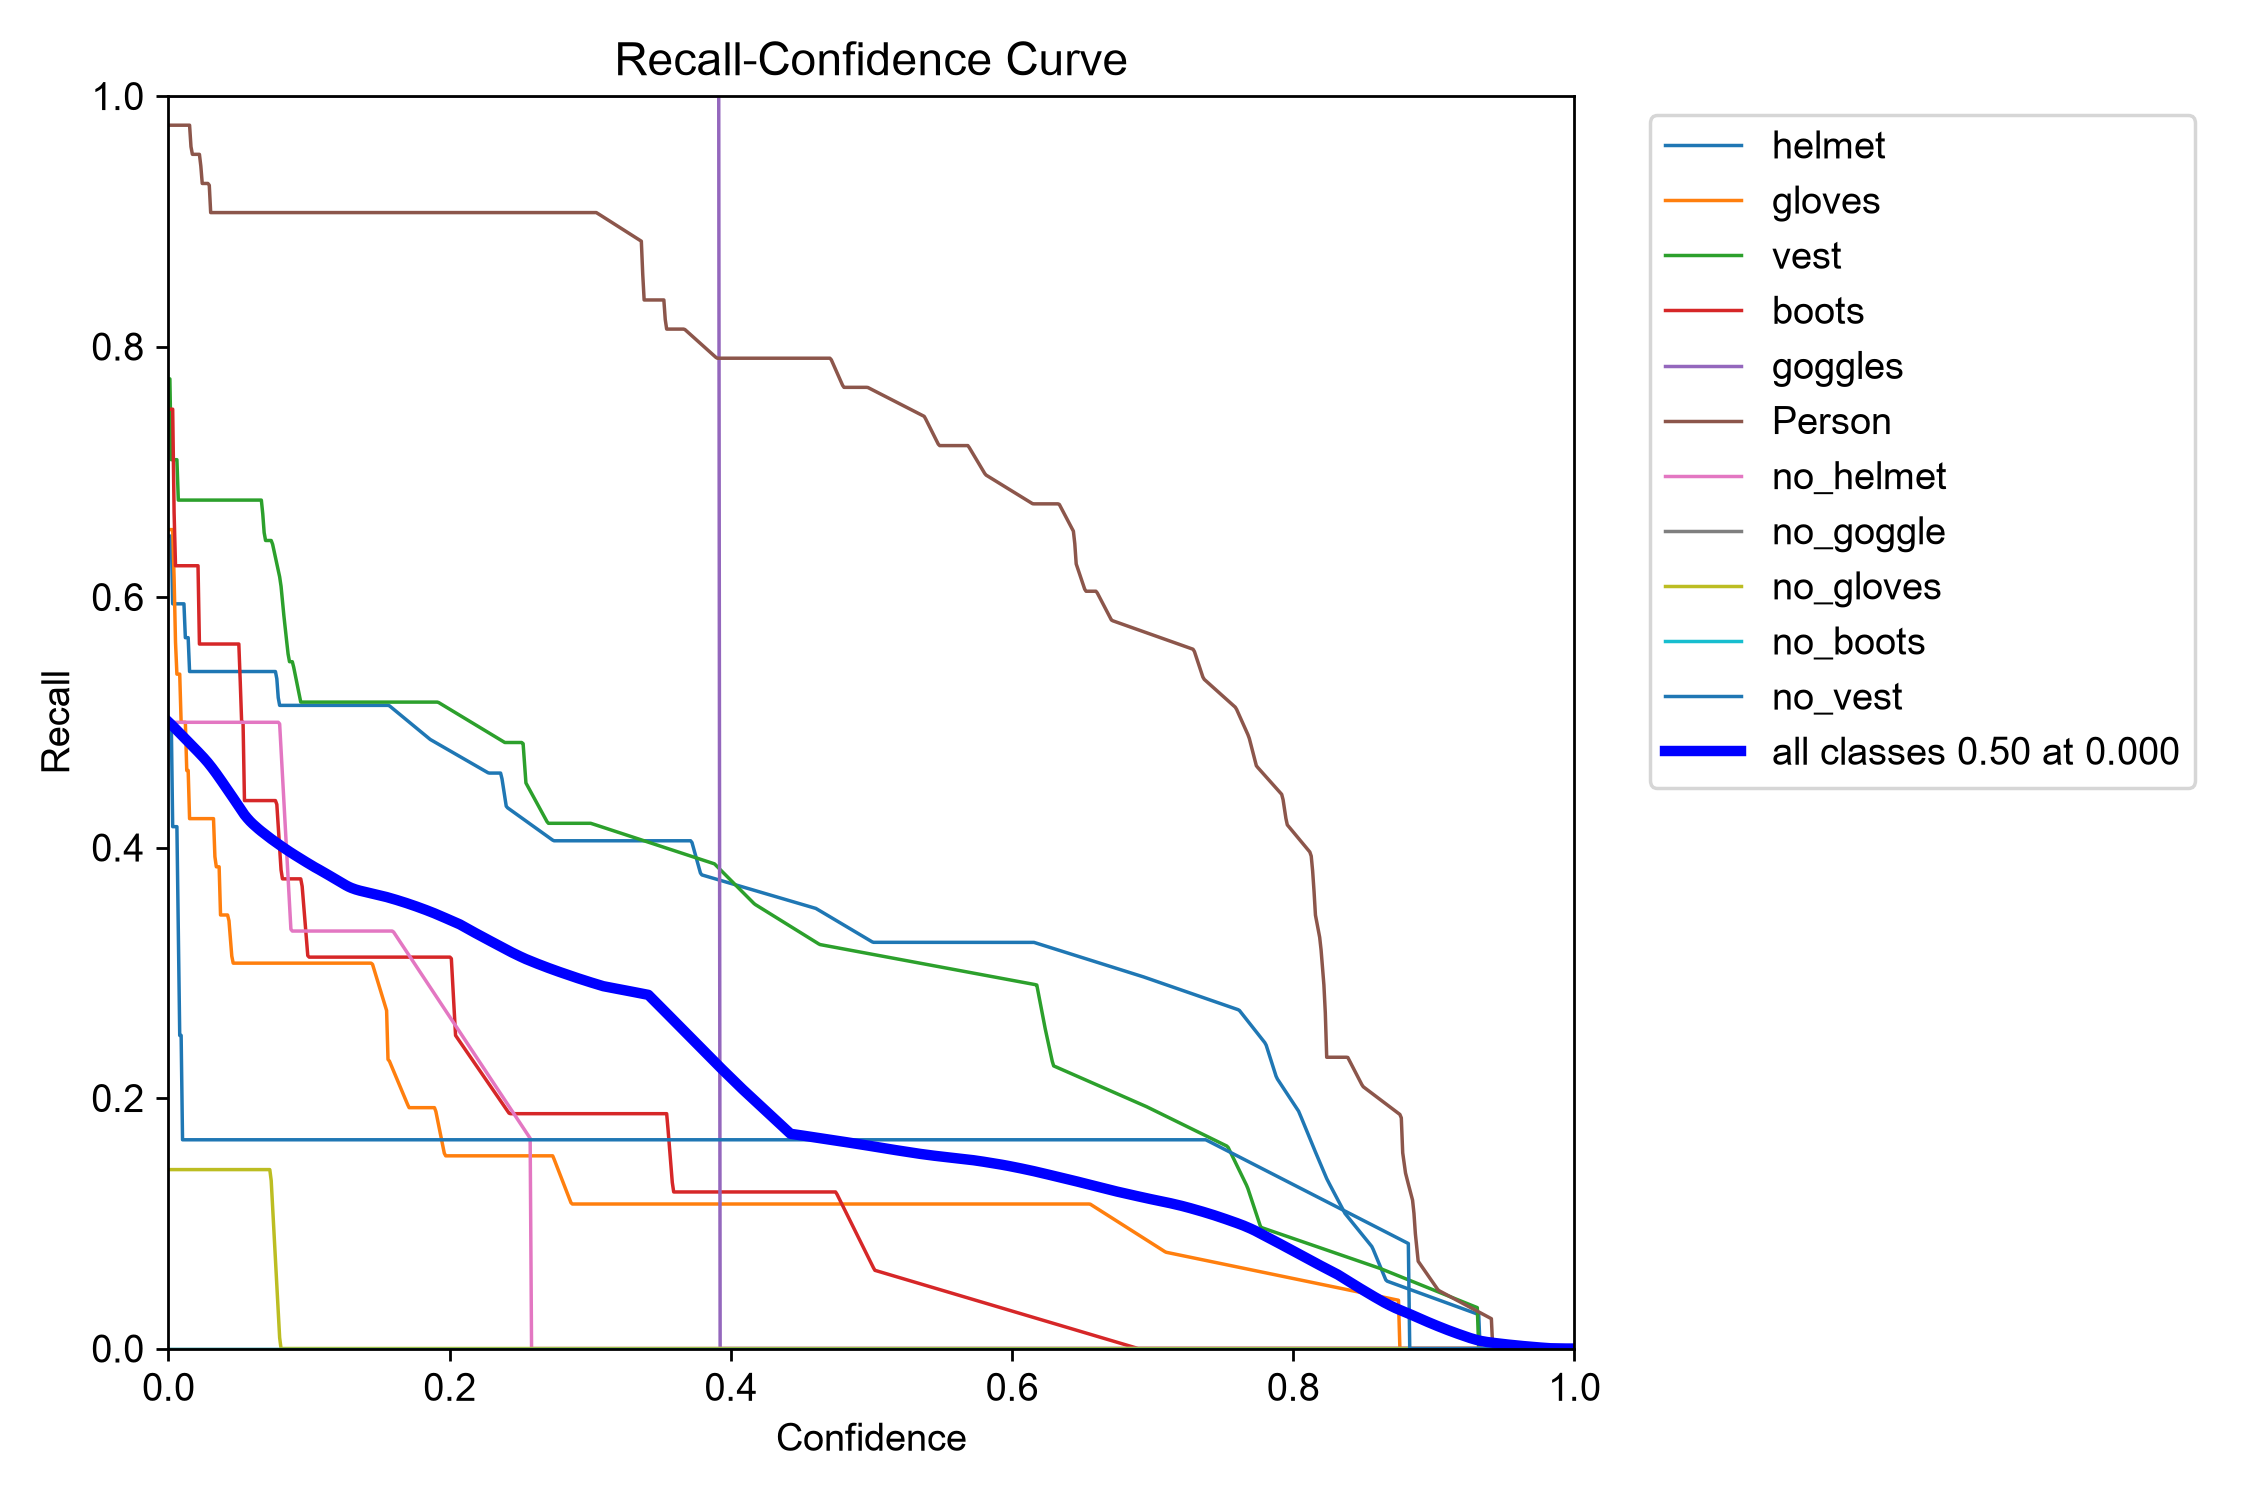 Recall-Confidence Curve
1.0
0.8
0.6
0.4
0.2
0.0
Recall
0.0 0.2 0.4 0.6 0.8 1.0
Confidence
helmet
gloves
vest
boots
goggles
Person
no_helmet
no_goggle
no_gloves
no_boots
no_vest
all classes 0.50 at 0.000